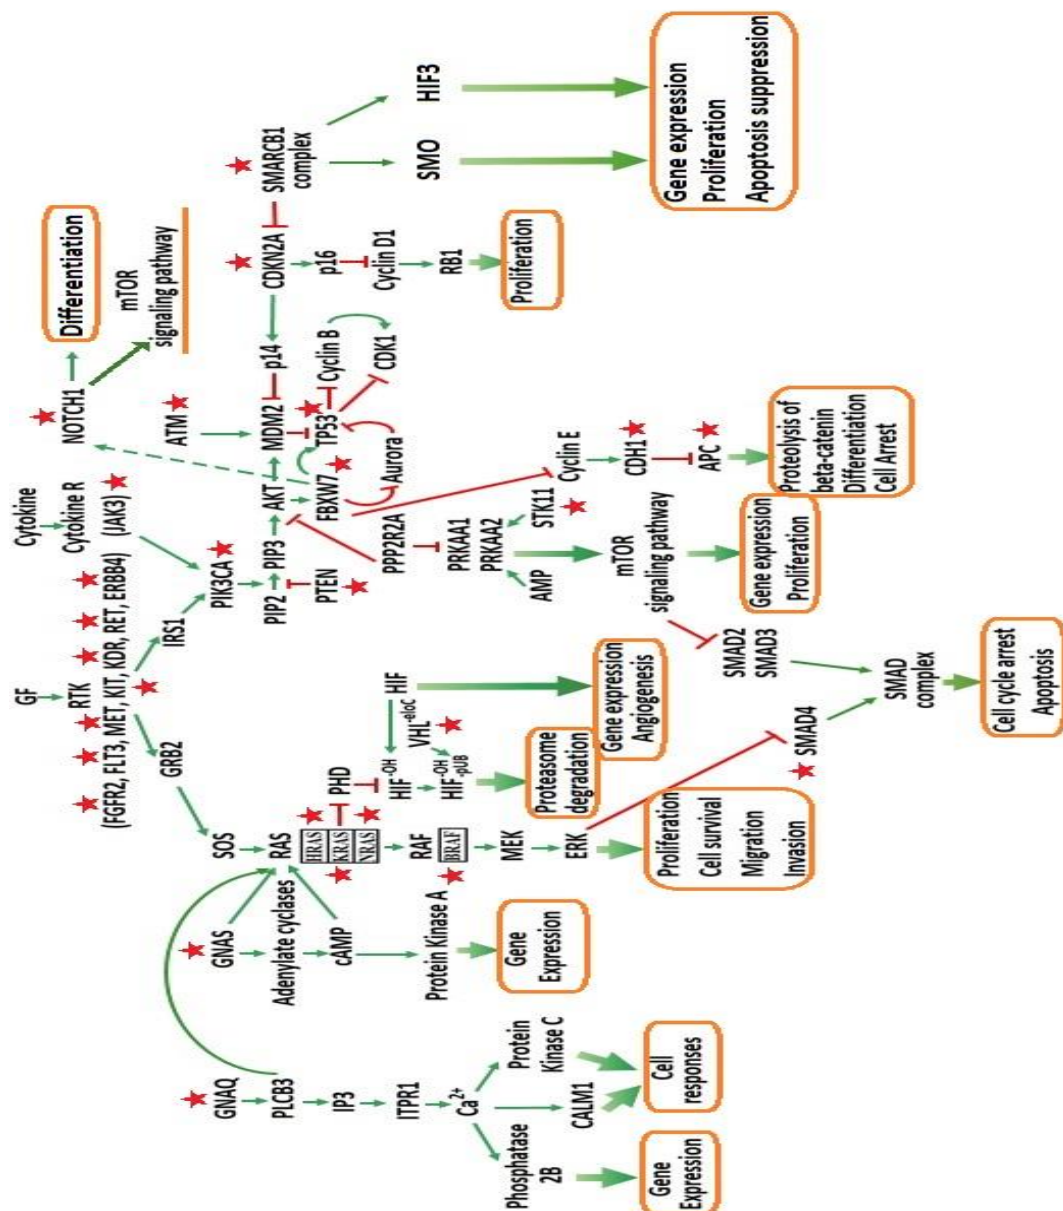 GNAQ
PLCB3
IP3
ITPR1
Ca²⁺
Phosphatase
2B
CALM1
Protein
Kinase C
Gene
Expression
Cell
responses
GNAS
Adenylate cyclases
cAMP
Protein Kinase A
Gene
Expression
GF
RTK
(FGFR2, FLT3, MET, KIT, KDR, RET, ERBB4)
GRB2
SOS
RAS
HRAS
KRAS
NRAS
RAF
BRAF
MEK
ERK
Proliferation
Cell survival
Migration
Invasion
PHD
HIF
HIF-OH
VHL-eloC
HIF-OH
-pUB
Proteasome
degradation
Gene expression
Angiogenesis
IRS1
Cytokine
Cytokine R
(JAK3)
PIK3CA
PIP2
PIP3
PTEN
AKT
FBXW7
PPP2R2A
PRKAA1
PRKAA2
AMP
STK11
mTOR
signaling pathway
Gene expression
Proliferation
SMAD2
SMAD3
SMAD4
SMAD
complex
Cell cycle arrest
Apoptosis
NOTCH1
Differentiation
mTOR
signaling pathway
ATM
MDM2
p14
TP53
Aurora
Cyclin B
CDK1
Cyclin E
CDH1
APC
Proteolysis of
beta-catenin
Differentiation
Cell Arrest
CDKN2A
p16
Cyclin D1
RB1
Proliferation
SMARCB1
complex
SMO
HIF3
Gene expression
Proliferation
Apoptosis suppression